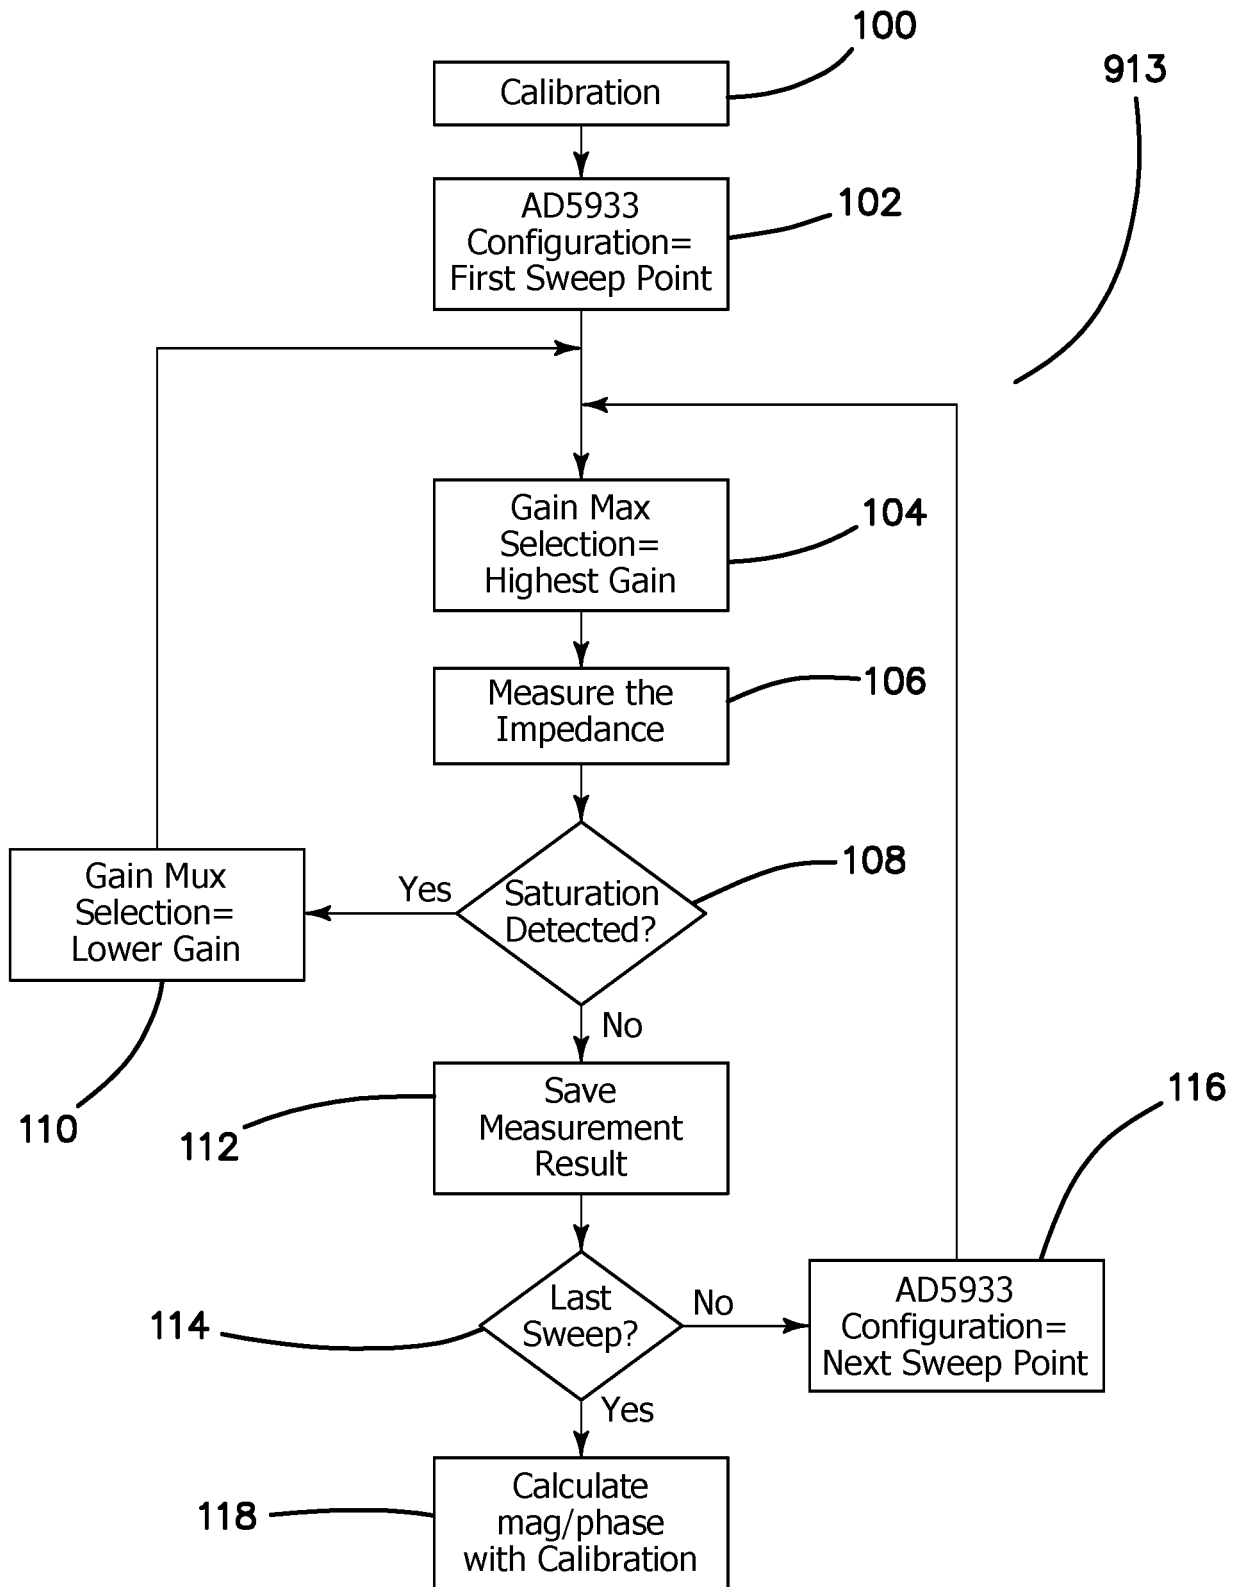 100
913
Calibration
102
AD5933
Configuration=
First Sweep Point
104
Gain Max
Selection=
Highest Gain
106
Measure the
Impedance
108
Saturation
Detected?
Yes
Gain Mux
Selection=
Lower Gain
110
No
112
Save
Measurement
Result
116
114
Last
Sweep?
No
AD5933
Configuration=
Next Sweep Point
Yes
118
Calculate
mag/phase
with Calibration